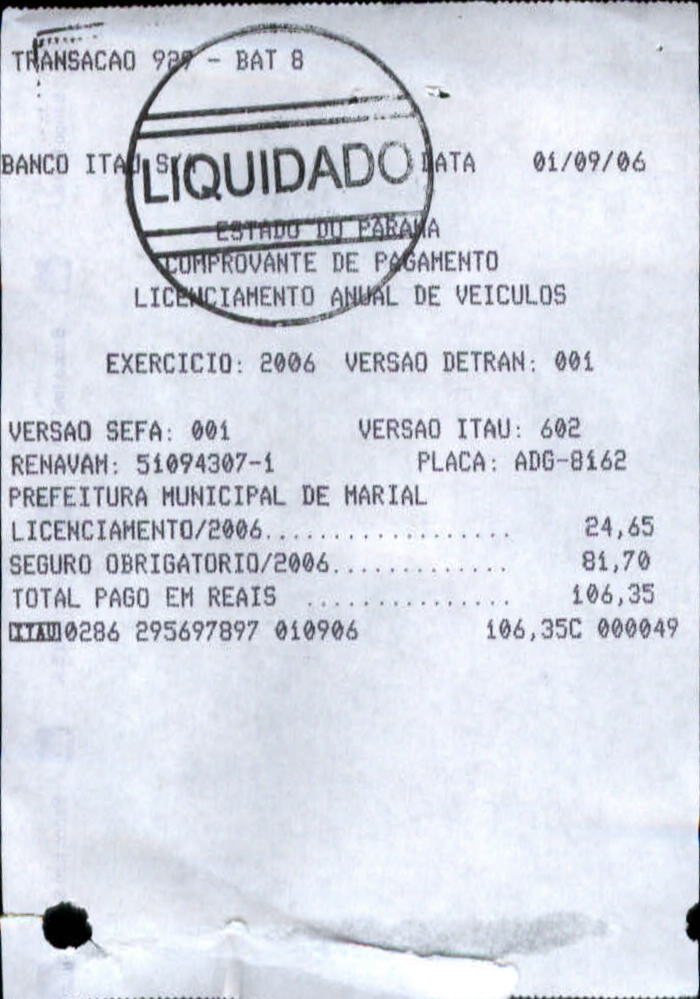 TRANSACAO 929 - BAT 8
BANCO ITAU S/A DATA 01/09/06
LIQUIDADO
ESTADO DO PARANA
COMPROVANTE DE PAGAMENTO
LICENCIAMENTO ANUAL DE VEICULOS
EXERCICIO: 2006 VERSAO DETRAN: 001
VERSAO SEFA: 001 VERSAO ITAU: 602
RENAVAM: 51094307-1 PLACA: ADG-8162
PREFEITURA MUNICIPAL DE MARIAL
LICENCIAMENTO/2006.................. 24,65
SEGURO OBRIGATORIO/2006.............. 81,70
TOTAL PAGO EM REAIS ................ 106,35
ITAU0286 295697897 010906 106,35C 000049